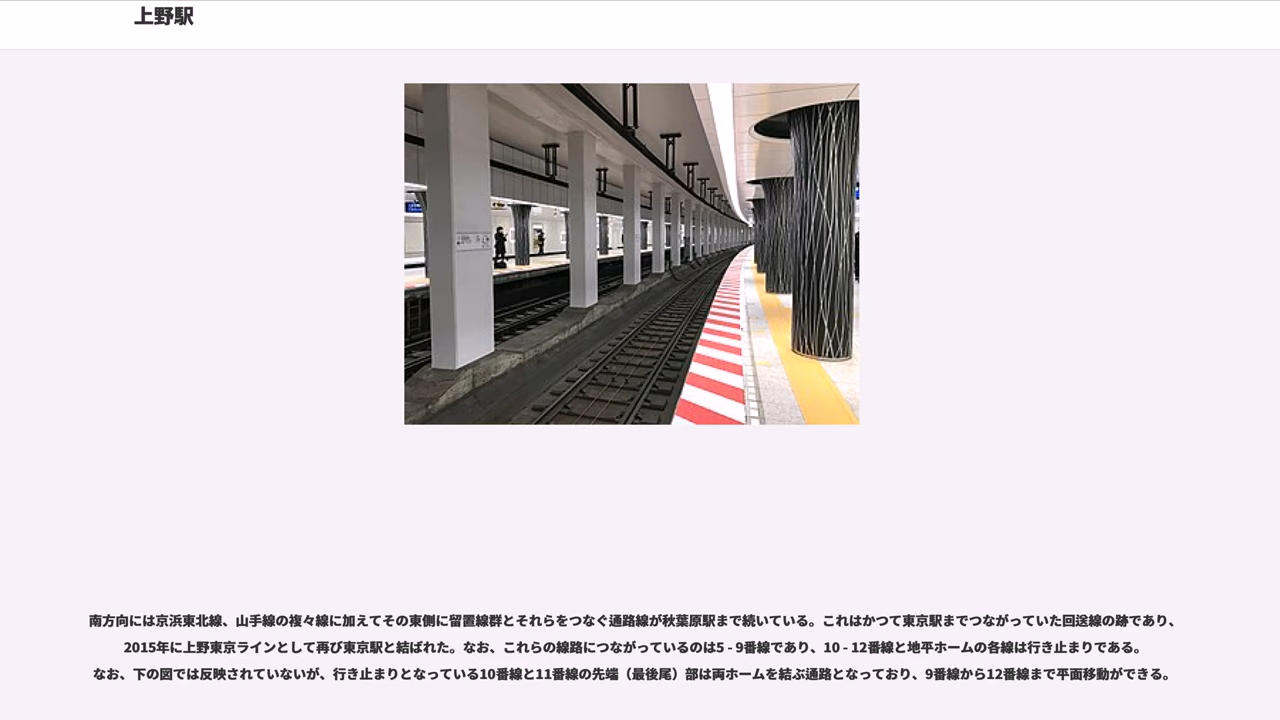 上野駅
南方向には京浜東北線、山手線の複々線に加えてその東側に留置線群とそれらをつなぐ通路線が秋葉原駅まで続いている。これはかつて東京駅までつながっていた回送線の跡であり、
2015年に上野東京ラインとして再び東京駅と結ばれた。なお、これらの線路につながっているのは5 - 9番線であり、10 - 12番線と地平ホームの各線は行き止まりである。
なお、下の図では反映されていないが、行き止まりとなっている10番線と11番線の先端（最後尾）部は両ホームを結ぶ通路となっており、9番線から12番線まで平面移動ができる。